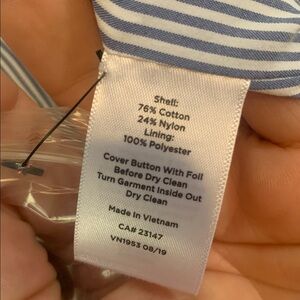 Shell:
76% Cotton
24% Nylon
Lining:
100% Polyester
Cover Button With Foil
Before Dry Clean
Turn Garment Inside Out
Dry Clean
Made In Vietnam
CA# 23147
VN1953 08/19